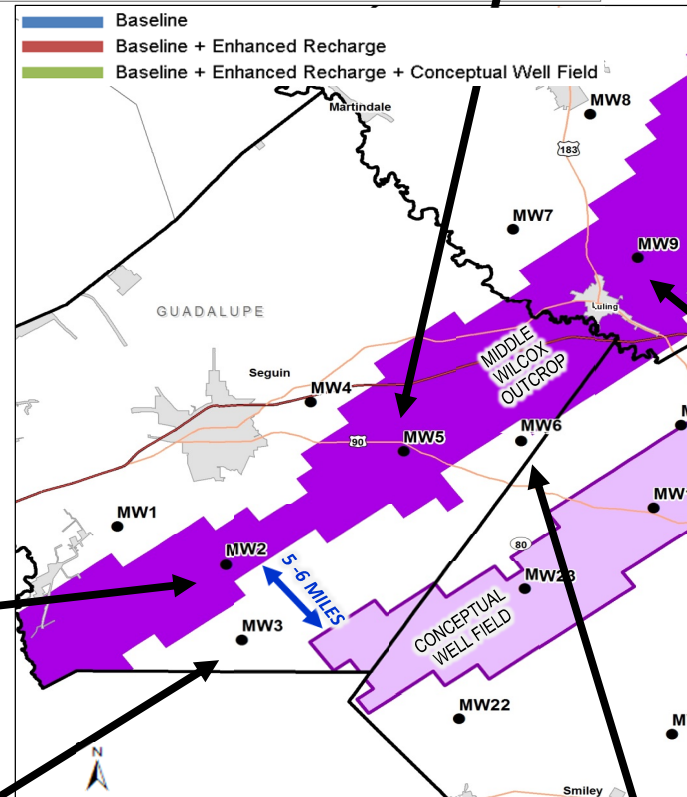 Baseline
Baseline + Enhanced Recharge
Baseline + Enhanced Recharge + Conceptual Well Field
Martindale
MW8
183
MW7
MW9
GUADALUPE
Luling
MIDDLE
WILCOX
OUTCROP
Seguin
MW4
MW6
90
MW5
MW1
80
MW2
5-6 MILES
MW23
CONCEPTUAL
WELL FIELD
MW3
MW22
N
Smiley